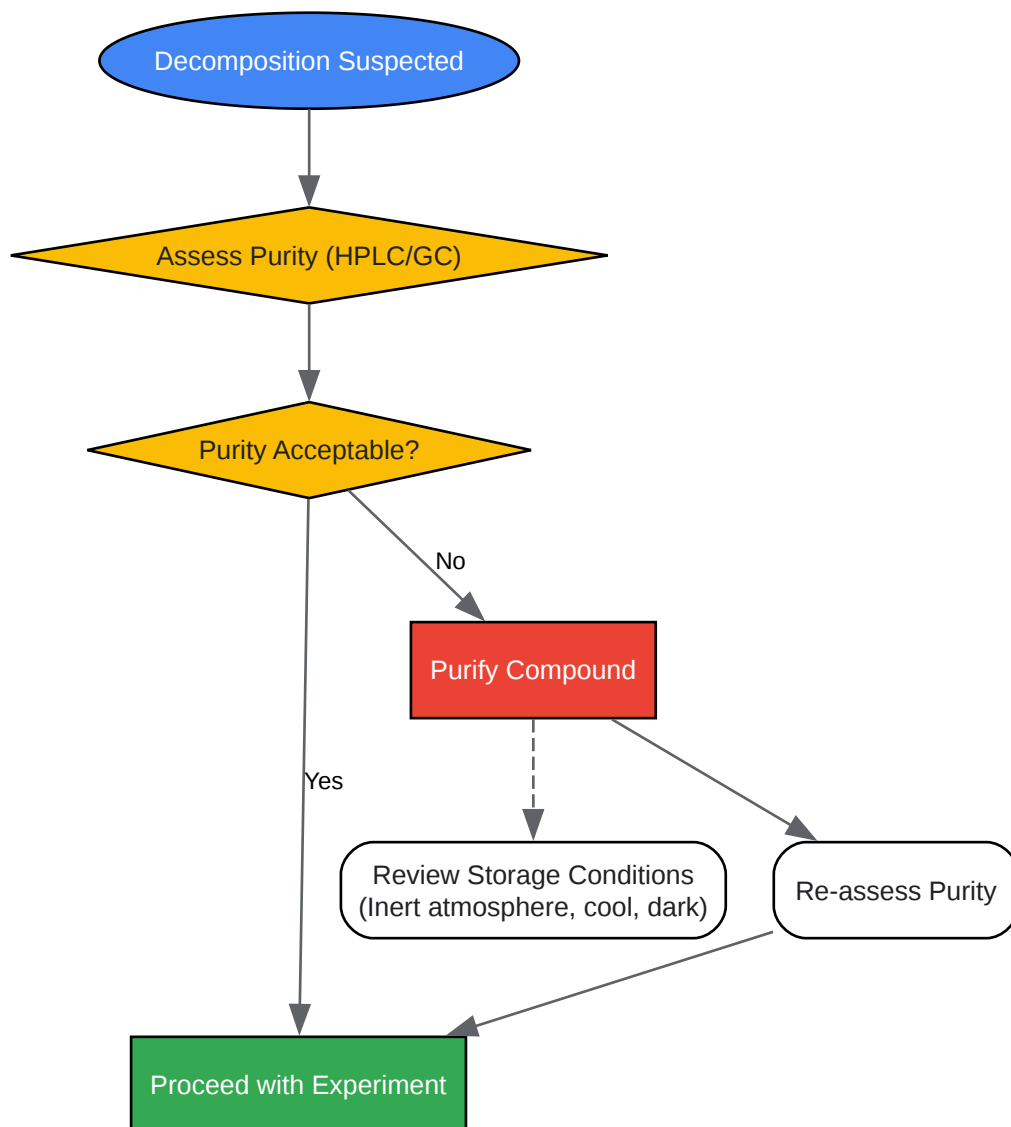 Decomposition Suspected
Assess Purity (HPLC/GC)
Purity Acceptable?
No
Purify Compound
Yes
Review Storage Conditions
(Inert atmosphere, cool, dark)
Re-assess Purity
Proceed with Experiment